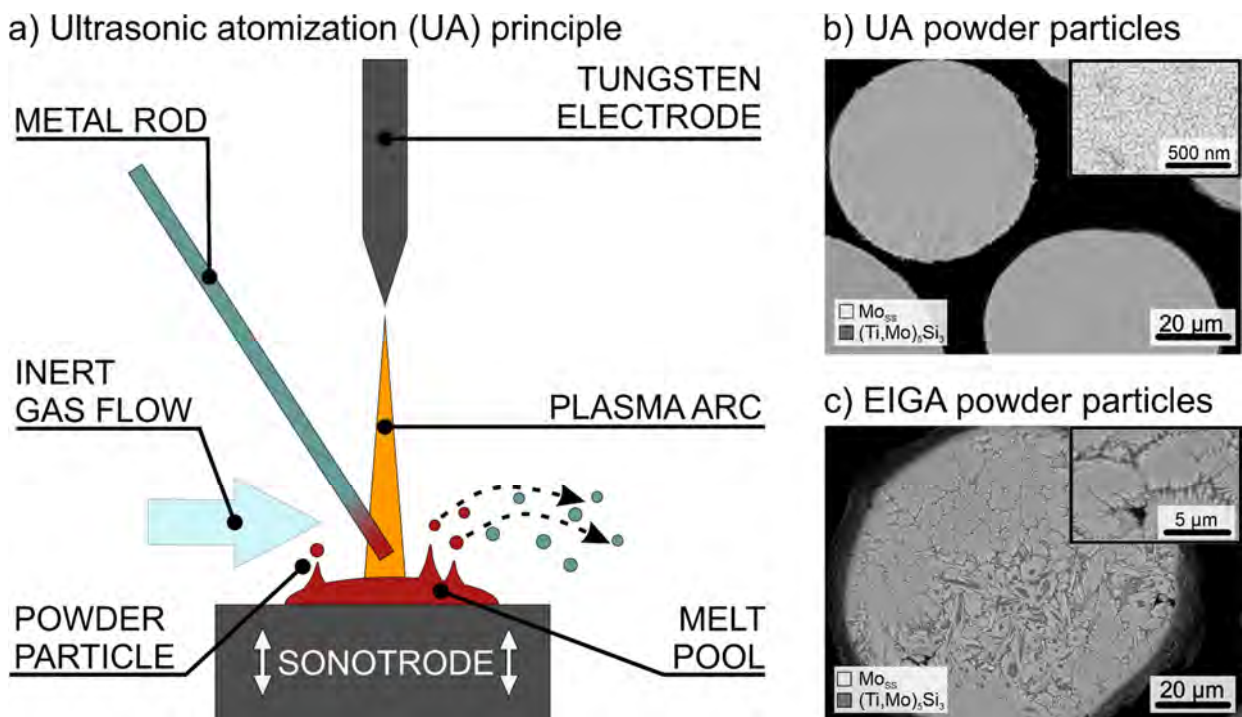 a) Ultrasonic atomization (UA) principle
METAL ROD
TUNGSTEN
ELECTRODE
INERT
GAS FLOW
PLASMA ARC
POWDER
PARTICLE
SONOTRODE
MELT
POOL
b) UA powder particles
500 nm
Moss
(Ti,Mo)5Si3
20 µm
c) EIGA powder particles
5 µm
Moss
(Ti,Mo)5Si3
20 µm